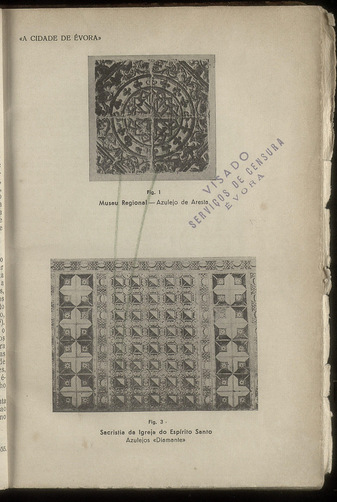 «A CIDADE DE ÉVORA»
Fig. 1
Museu Regional — Azulejo de Aresta
VISADO
SERVIÇOS DE CENSURA
ÉVORA
Fig. 2
Sacristia da Igreja do Espírito Santo
Azulejos «Diamante»